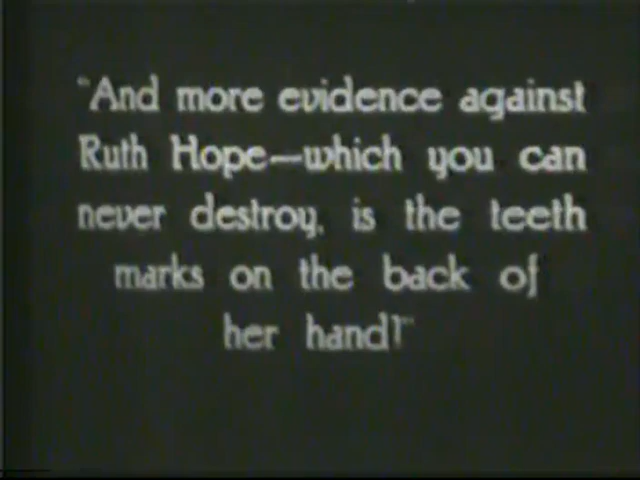 "And more evidence against
Ruth Hope—which you can
never destroy, is the teeth
marks on the back of
her hand!"